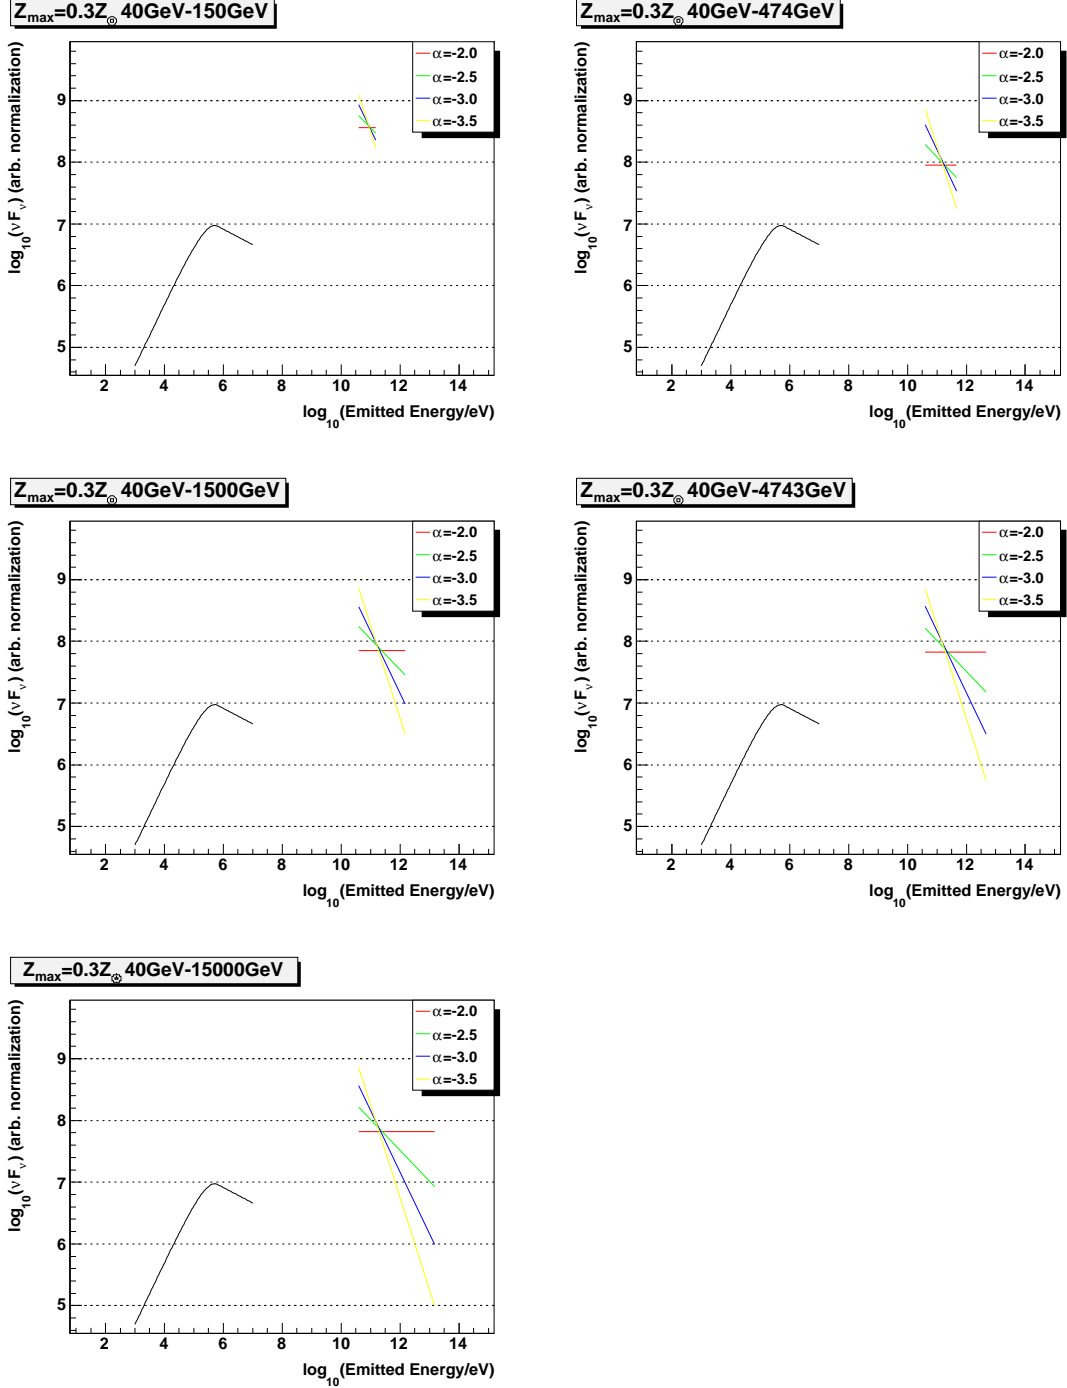 Zmax=0.3Z⊙ 40GeV-150GeV
log10(νFν) (arb. normalization)
α=-2.0
α=-2.5
α=-3.0
α=-3.5
9
8
7
6
5
2 4 6 8 10 12 14
log10(Emitted Energy/eV)
Zmax=0.3Z⊙ 40GeV-474GeV
log10(νFν) (arb. normalization)
α=-2.0
α=-2.5
α=-3.0
α=-3.5
9
8
7
6
5
2 4 6 8 10 12 14
log10(Emitted Energy/eV)
Zmax=0.3Z⊙ 40GeV-1500GeV
log10(νFν) (arb. normalization)
α=-2.0
α=-2.5
α=-3.0
α=-3.5
9
8
7
6
5
2 4 6 8 10 12 14
log10(Emitted Energy/eV)
Zmax=0.3Z⊙ 40GeV-4743GeV
log10(νFν) (arb. normalization)
α=-2.0
α=-2.5
α=-3.0
α=-3.5
9
8
7
6
5
2 4 6 8 10 12 14
log10(Emitted Energy/eV)
Zmax=0.3Z⊙ 40GeV-15000GeV
log10(νFν) (arb. normalization)
α=-2.0
α=-2.5
α=-3.0
α=-3.5
9
8
7
6
5
2 4 6 8 10 12 14
log10(Emitted Energy/eV)